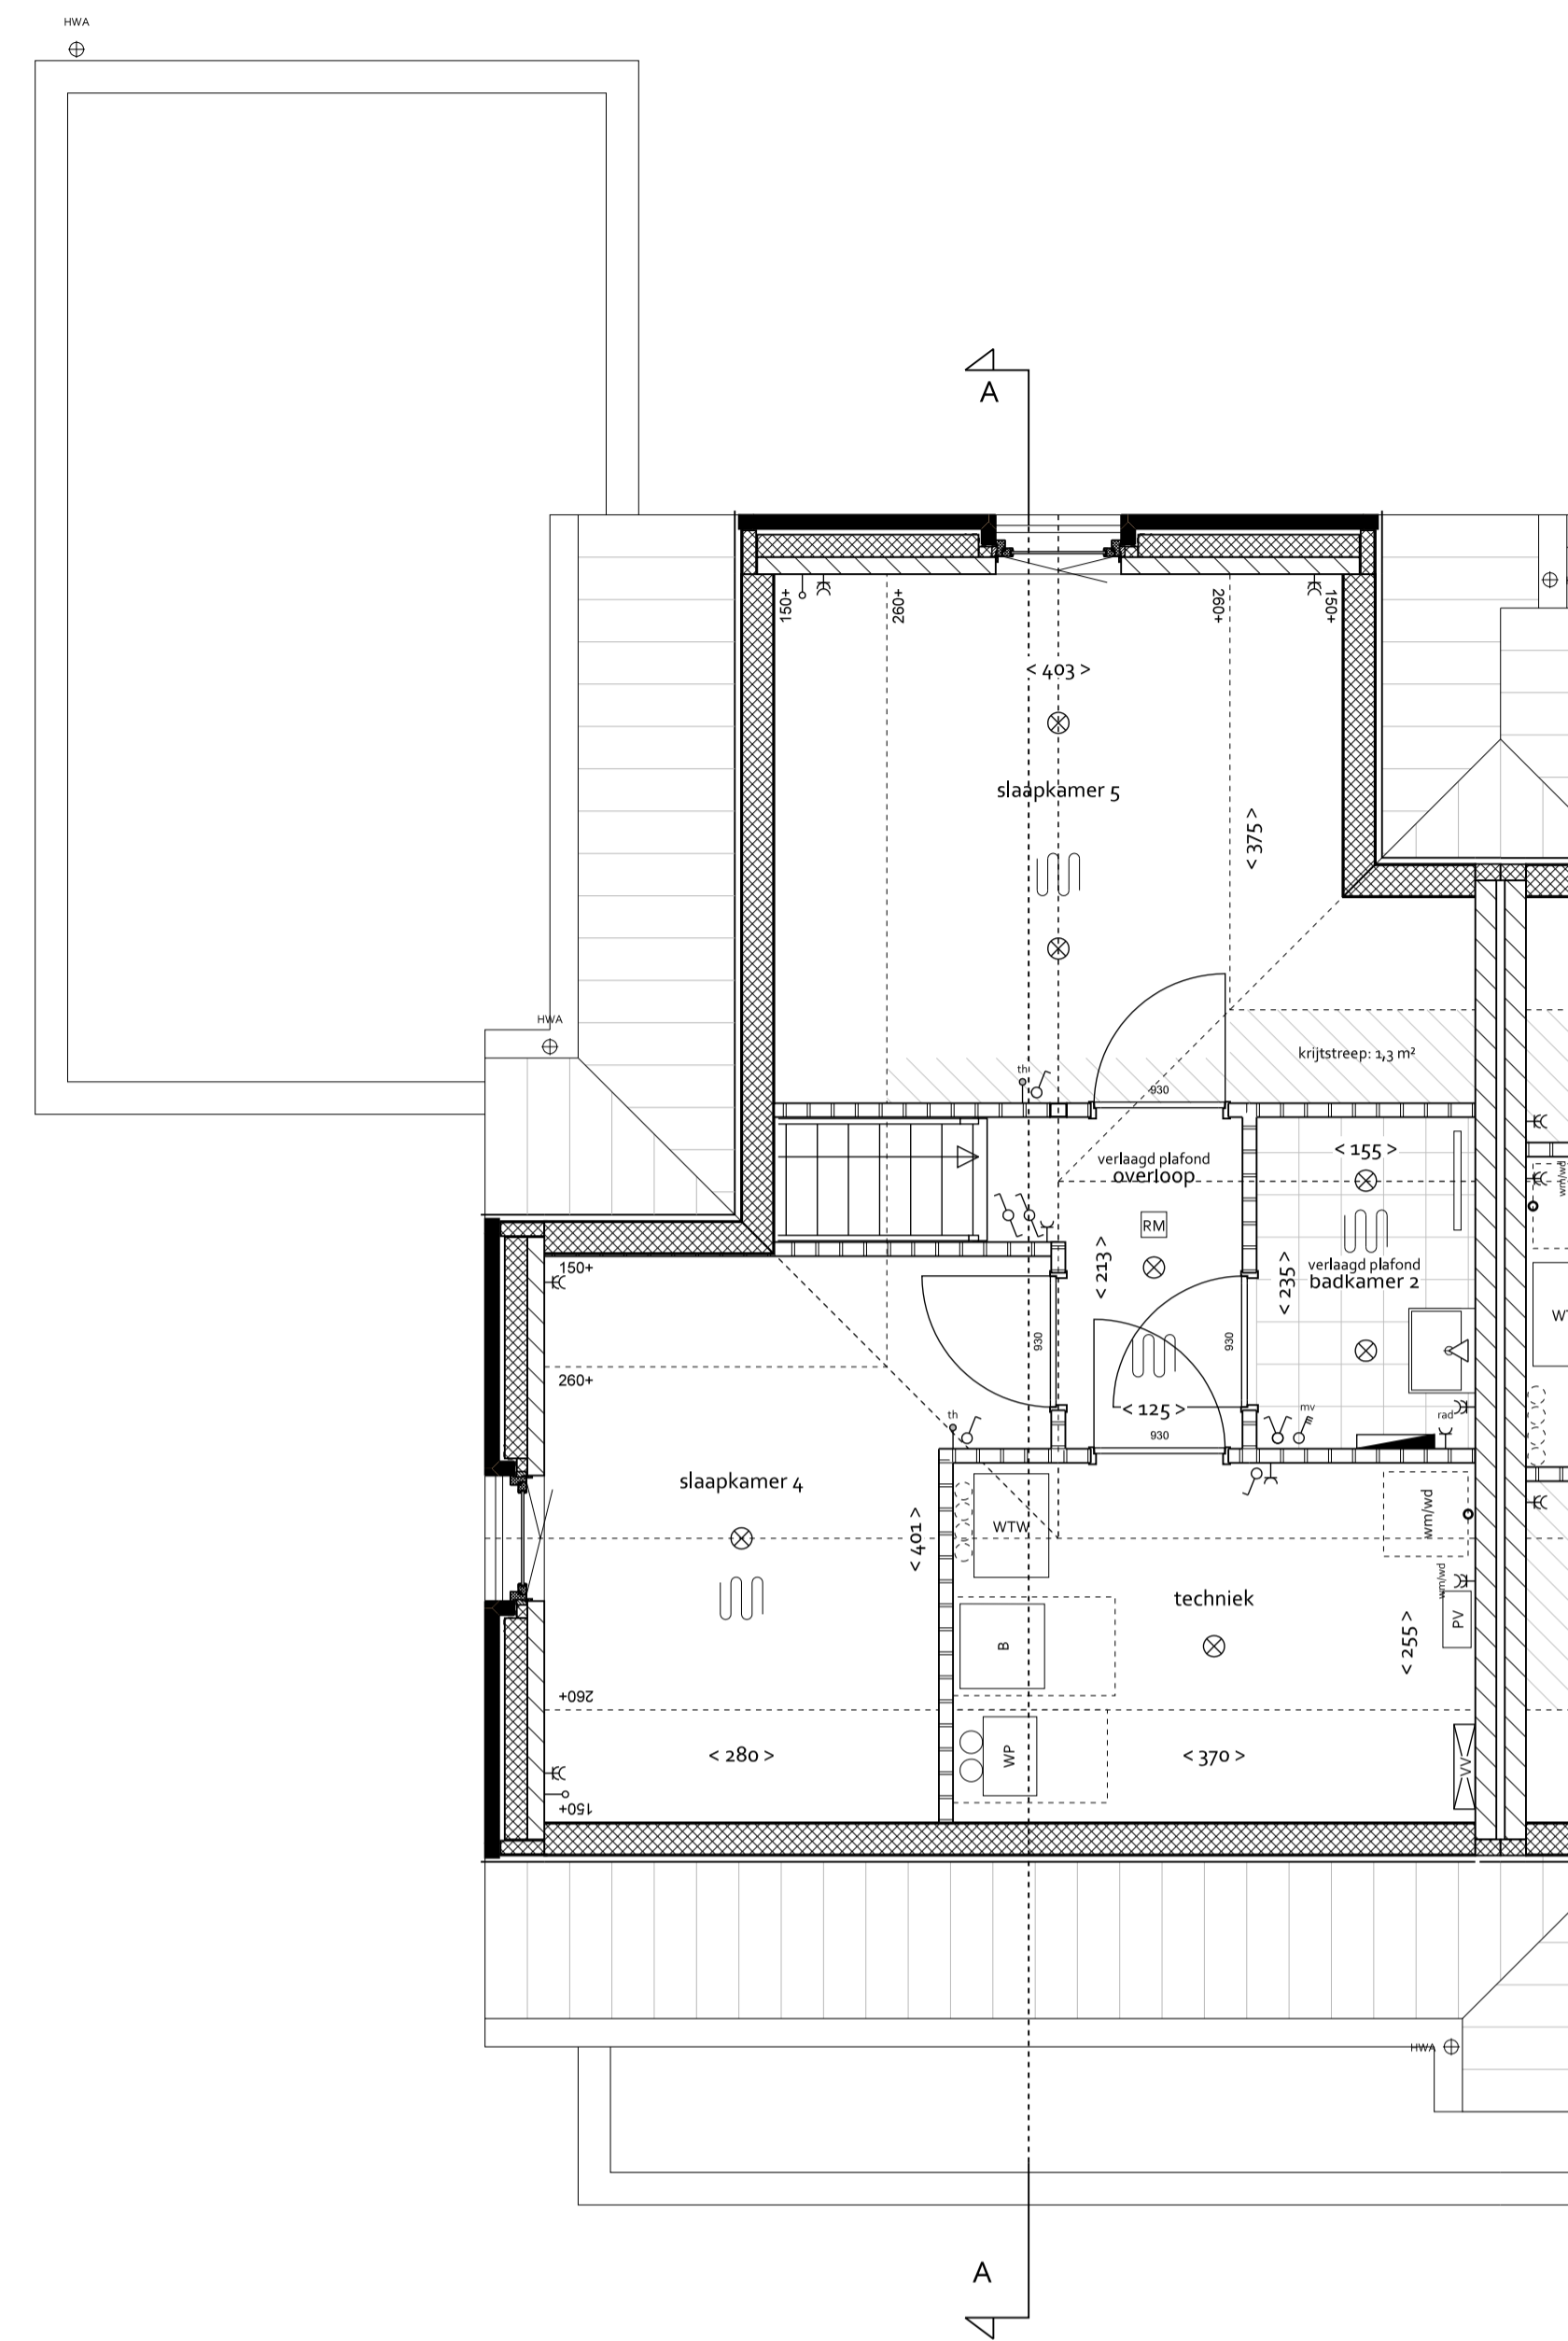 HWA
A
150+
260+
260+
150+
< 403 >
slaapkamer 5
< 375 >
HWA
krijtstreep: 1,3 m²
th
930
< 155 >
verlaagd plafond
overloop
wm/wd
RM
< 213 >
< 235 >
verlaagd plafond
badkamer 2
150+
930
930
260+
< 125 >
th
mv
rad
930
slaapkamer 4
< 401 >
WTW
wm/wd
wm/wd
techniek
PV
B
< 255 >
260+
< 280 >
WP
< 370 >
VV
150+
HWA
A